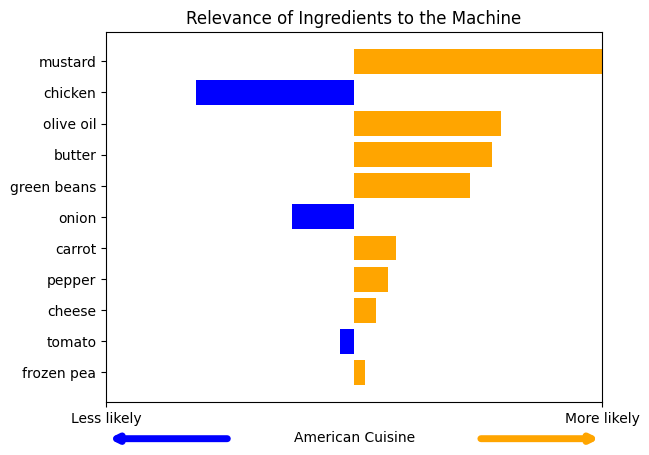 Relevance of Ingredients to the Machine
mustard
chicken
olive oil
butter
green beans
onion
carrot
pepper
cheese
tomato
frozen pea
Less likely
More likely
American Cuisine